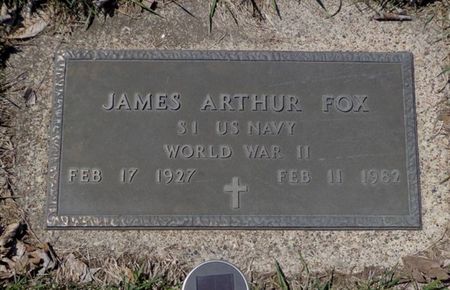 JAMES ARTHUR FOX
S1 US NAVY
WORLD WAR II
FEB 17 1927 FEB 11 1982